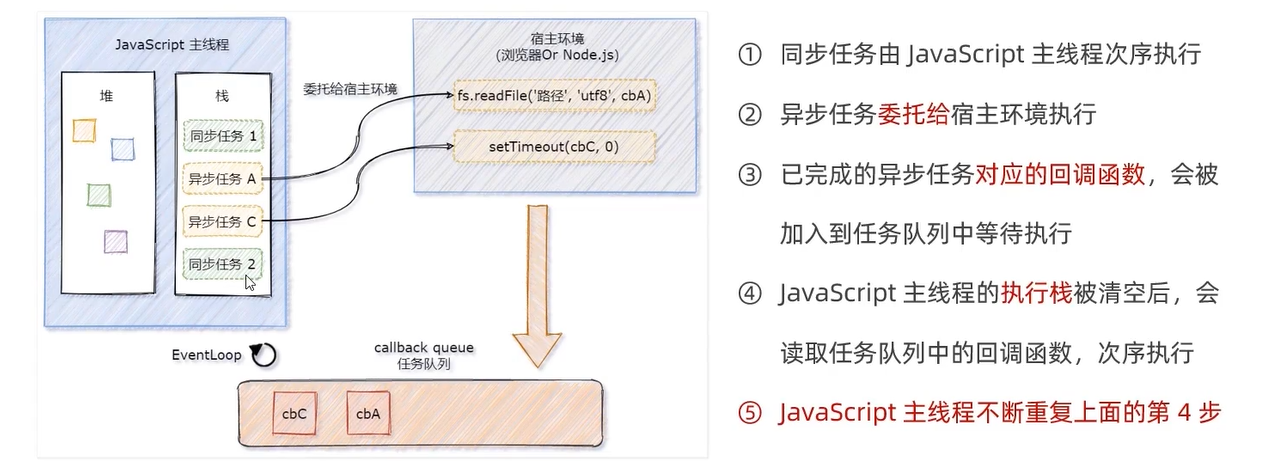 JavaScript 主线程
堆
栈
同步任务 1
异步任务 A
异步任务 C
同步任务 2
委托给宿主环境
宿主环境
(浏览器Or Node.js)
fs.readFile('路径', 'utf8', cbA)
setTimeout(cbC, 0)
EventLoop
callback queue
任务队列
cbC
cbA
① 同步任务由 JavaScript 主线程次序执行
② 异步任务委托给宿主环境执行
③ 已完成的异步任务对应的回调函数，会被
加入到任务队列中等待执行
④ JavaScript 主线程的执行栈被清空后，会
读取任务队列中的回调函数，次序执行
⑤ JavaScript 主线程不断重复上面的第 4 步